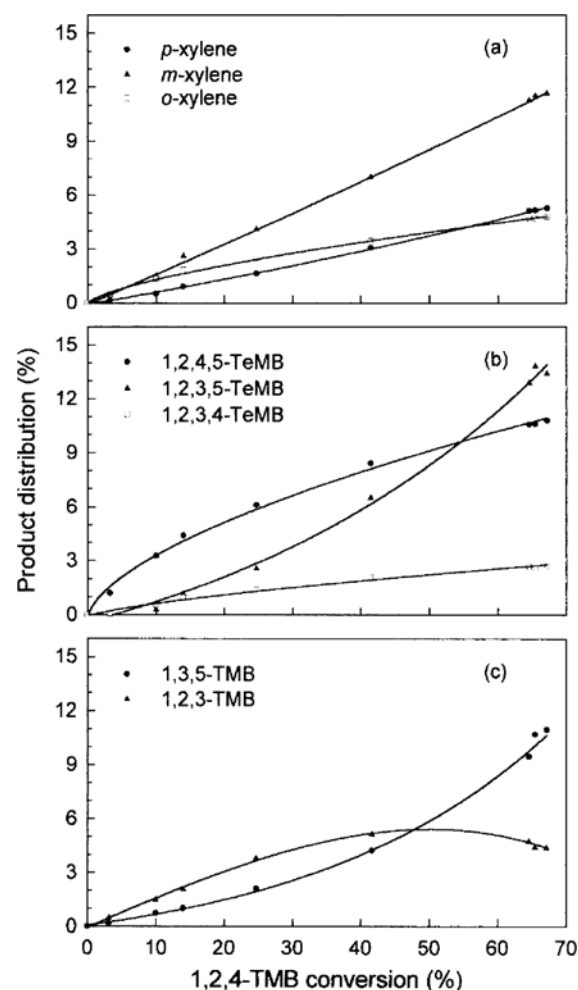 15
12
9
6
3
0
p-xylene
m-xylene
o-xylene
(a)
15
12
9
6
3
0
1,2,4,5-TeMB
1,2,3,5-TeMB
1,2,3,4-TeMB
(b)
Product distribution (%)
15
12
9
6
3
0
1,3,5-TMB
1,2,3-TMB
(c)
0 10 20 30 40 50 60 70
1,2,4-TMB conversion (%)